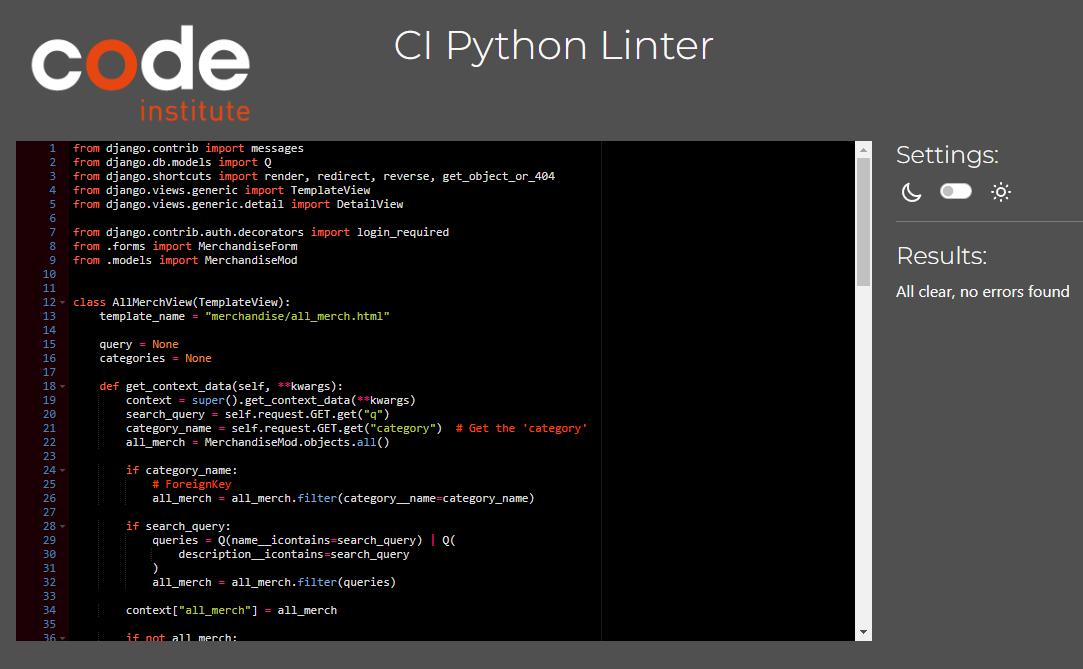 code
institute
CI Python Linter
1 from django.contrib import messages
2 from django.db.models import Q
3 from django.shortcuts import render, redirect, reverse, get_object_or_404
4 from django.views.generic import TemplateView
5 from django.views.generic.detail import DetailView
6
7 from django.contrib.auth.decorators import login_required
8 from .forms import MerchandiseForm
9 from .models import MerchandiseMod
10
11
12 class AllMerchView(TemplateView):
13     template_name = "merchandise/all_merch.html"
14
15     query = None
16     categories = None
17
18     def get_context_data(self, **kwargs):
19         context = super().get_context_data(**kwargs)
20         search_query = self.request.GET.get("q")
21         category_name = self.request.GET.get("category")  # Get the 'category'
22         all_merch = MerchandiseMod.objects.all()
23
24         if category_name:
25             # ForeignKey
26             all_merch = all_merch.filter(category__name=category_name)
27
28         if search_query:
29             queries = Q(name__icontains=search_query) | Q(
30                 description__icontains=search_query
31             )
32             all_merch = all_merch.filter(queries)
33
34         context["all_merch"] = all_merch
35
36         if not all_merch:
Settings:
Results:
All clear, no errors found